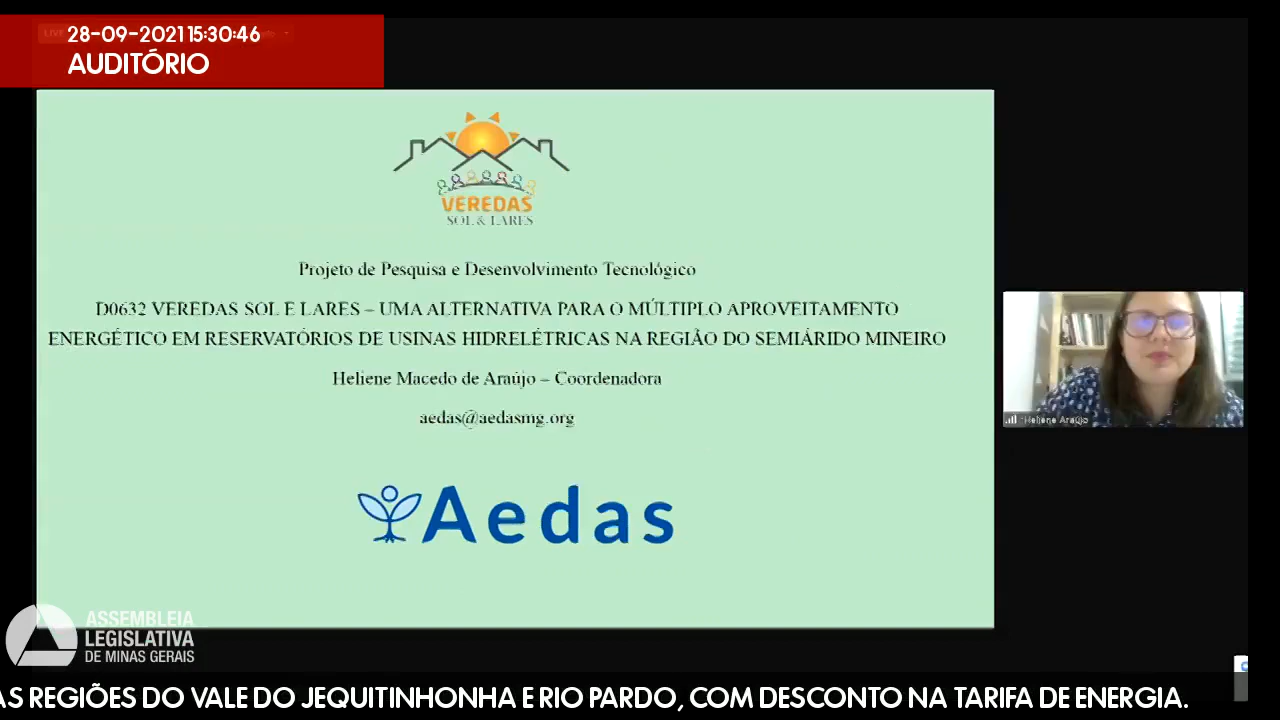 LIVE
28-09-2021 15:30:46
AUDITÓRIO
VEREDAS
SOL & LARES
Projeto de Pesquisa e Desenvolvimento Tecnológico
D0632 VEREDAS SOL E LARES – UMA ALTERNATIVA PARA O MÚLTIPLO APROVEITAMENTO
ENERGÉTICO EM RESERVATÓRIOS DE USINAS HIDRELÉTRICAS NA REGIÃO DO SEMIÁRIDO MINEIRO
Heliene Macedo de Araújo – Coordenadora
aedas@aedasmg.org
Aedas
Heliene Araújo
ASSEMBLEIA
LEGISLATIVA
DE MINAS GERAIS
AS REGIÕES DO VALE DO JEQUITINHONHA E RIO PARDO, COM DESCONTO NA TARIFA DE ENERGIA.